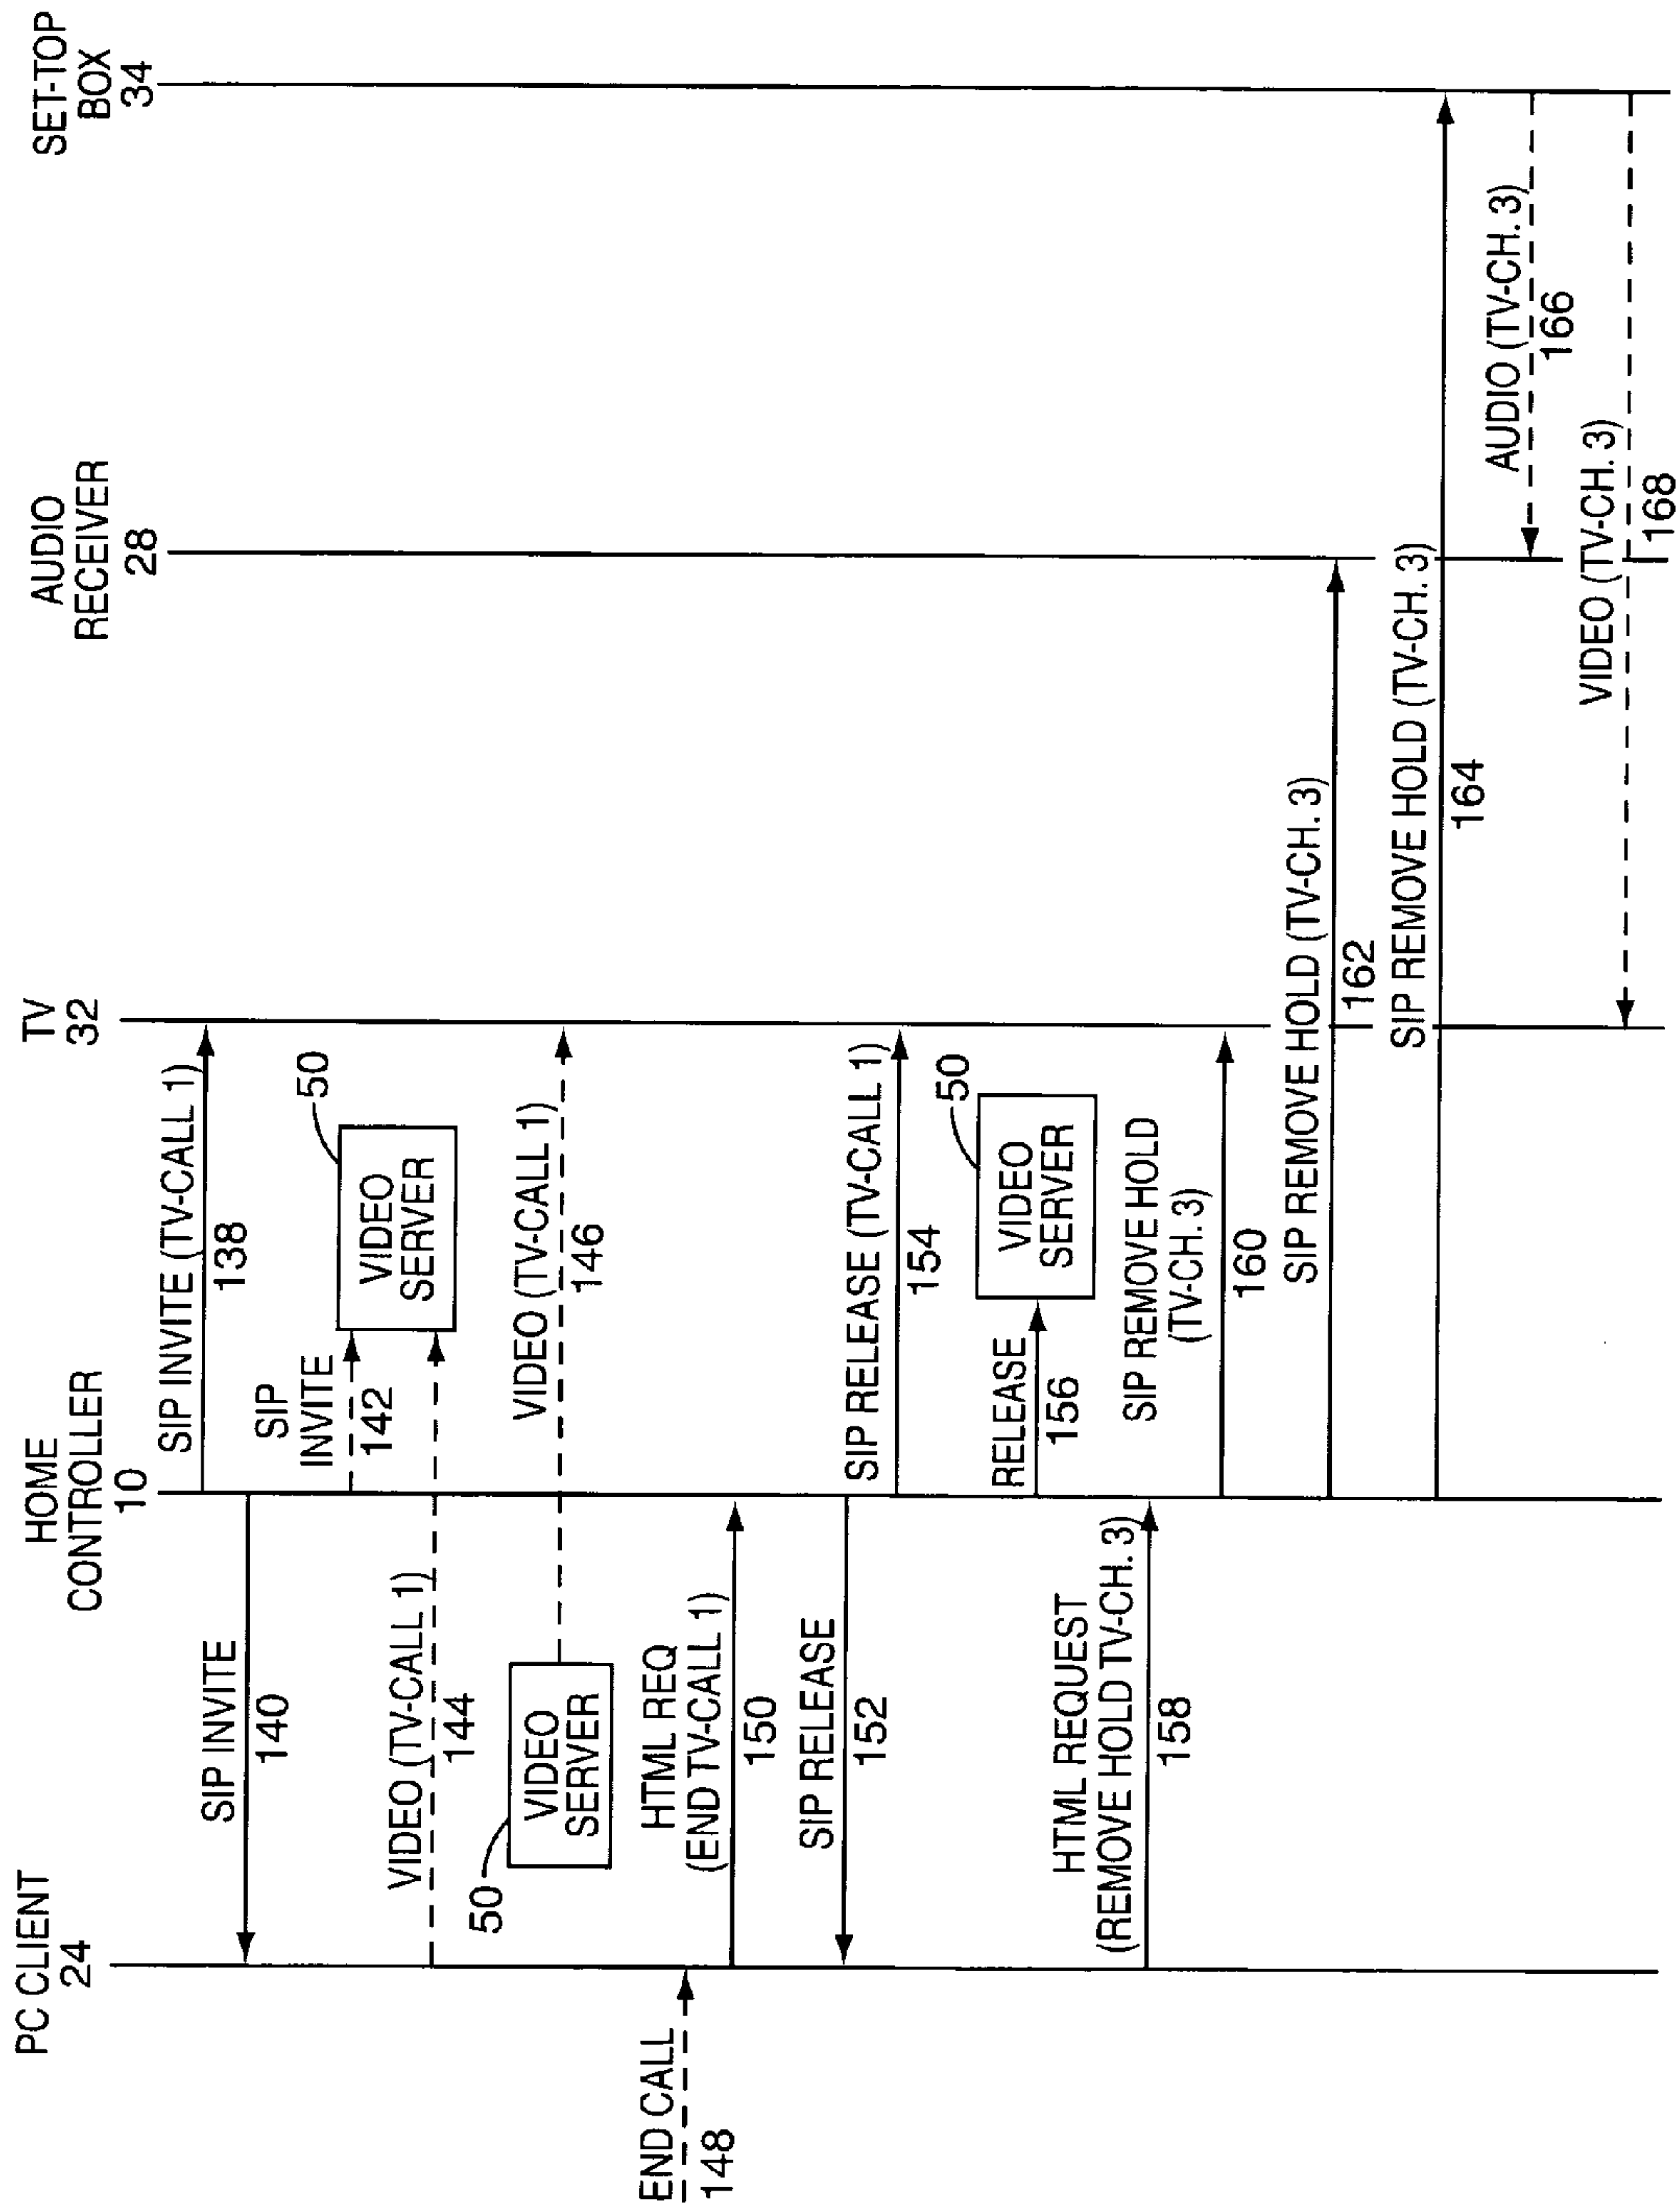 PC CLIENT
24
HOME
CONTROLLER
10
TV
32
AUDIO
RECEIVER
28
SET-TOP
BOX
34
SIP INVITE (TV-CALL 1)
138
SIP INVITE
140
SIP
INVITE
142
VIDEO
SERVER
50
VIDEO (TV-CALL 1)
144
VIDEO (TV-CALL 1)
146
VIDEO
SERVER
50
END CALL
148
HTML REQ
(END TV-CALL 1)
150
SIP RELEASE
152
SIP RELEASE (TV-CALL 1)
154
RELEASE
156
VIDEO
SERVER
50
HTML REQUEST
(REMOVE HOLD TV-CH. 3)
158
SIP REMOVE HOLD
(TV-CH. 3)
160
SIP REMOVE HOLD (TV-CH. 3)
162
SIP REMOVE HOLD (TV-CH. 3)
164
AUDIO (TV-CH. 3)
166
VIDEO (TV-CH. 3)
168